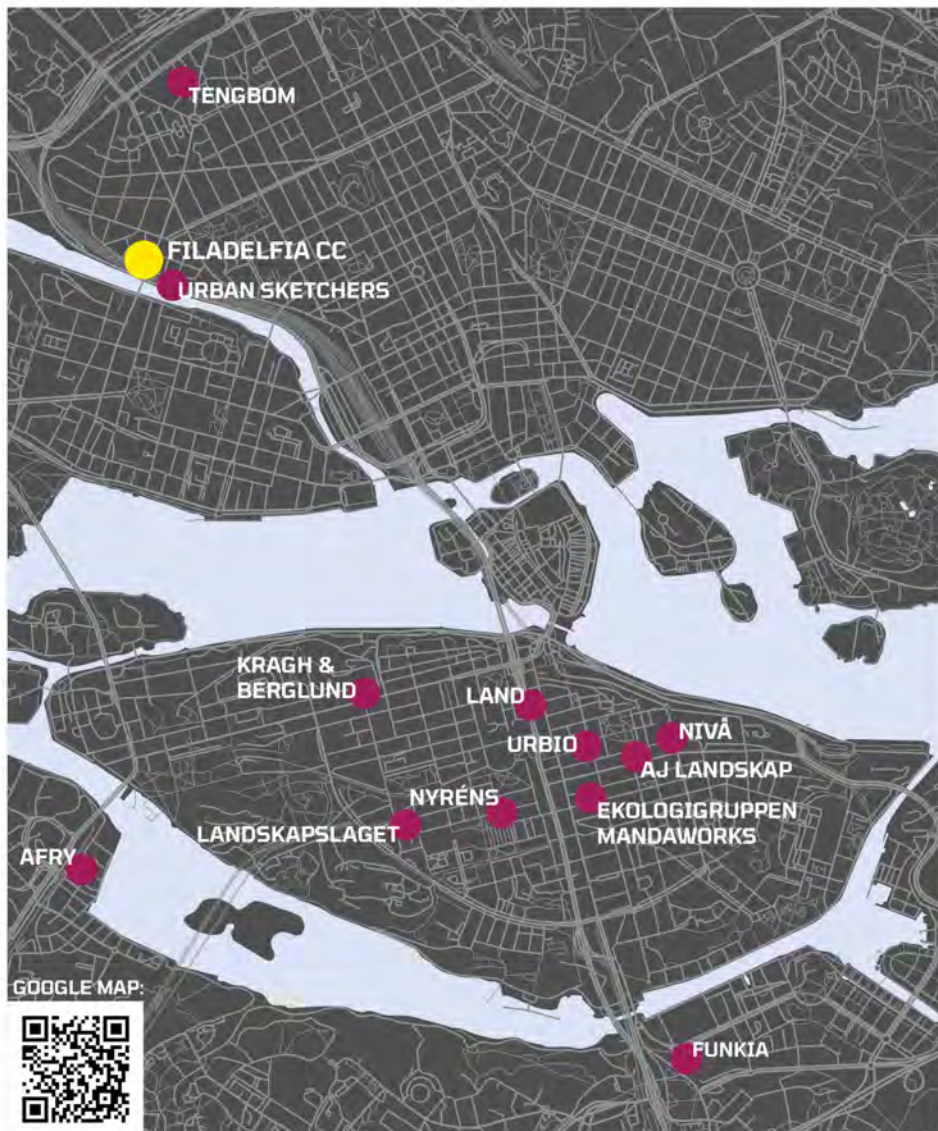 TENGBOM
FILADELFIA CC
URBAN SKETCHERS
KRAGH &
BERGLUND
LAND
NIVÅ
URBIO
AJ LANDSKAP
NYRÉNS
EKOLOGIGRUPPEN
MANDAWORKS
LANDSKAPSLAGET
AFRY
GOOGLE MAP:
FUNKIA